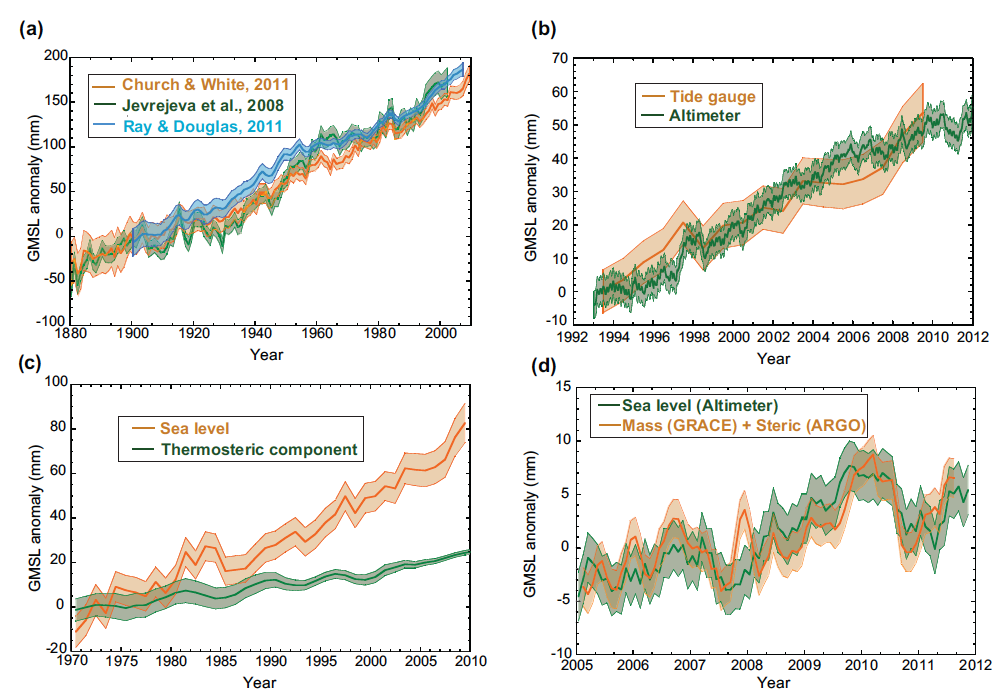 (a)
GMSL anomaly (mm)
200
150
100
50
0
-50
-100
Church & White, 2011
Jevrejeva et al., 2008
Ray & Douglas, 2011
1880 1900 1920 1940 1960 1980 2000
Year
(b)
GMSL anomaly (mm)
70
60
50
40
30
20
10
0
-10
Tide gauge
Altimeter
1992 1994 1996 1998 2000 2002 2004 2006 2008 2010 2012
Year
(c)
GMSL anomaly (mm)
100
80
60
40
20
0
-20
Sea level
Thermosteric component
1970 1975 1980 1985 1990 1995 2000 2005 2010
Year
(d)
GMSL anomaly (mm)
15
10
5
0
-5
-10
Sea level (Altimeter)
Mass (GRACE) + Steric (ARGO)
2005 2006 2007 2008 2009 2010 2011 2012
Year